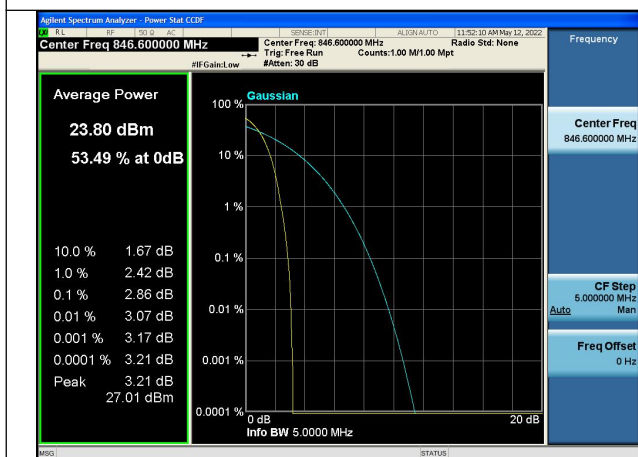 Agilent Spectrum Analyzer - Power Stat CCDF
LXI RL RF 50 Ω AC SENSE:INT ALIGN AUTO 11:52:10 AM May 12, 2022
Center Freq 846.600000 MHz
Center Freq: 846.600000 MHz Radio Std: None
Trig: Free Run Counts:1.00 M/1.00 Mpt
#IFGain:Low #Atten: 30 dB
Frequency
Average Power
23.80 dBm
53.49 % at 0dB
10.0 % 1.67 dB
1.0 % 2.42 dB
0.1 % 2.86 dB
0.01 % 3.07 dB
0.001 % 3.17 dB
0.0001 % 3.21 dB
Peak 3.21 dB
27.01 dBm
Gaussian
100 %
10 %
1 %
0.1 %
0.01 %
0.001 %
0.0001 %
0 dB 20 dB
Info BW 5.0000 MHz
Center Freq
846.600000 MHz
CF Step
5.000000 MHz
Auto Man
Freq Offset
0 Hz
MSG STATUS